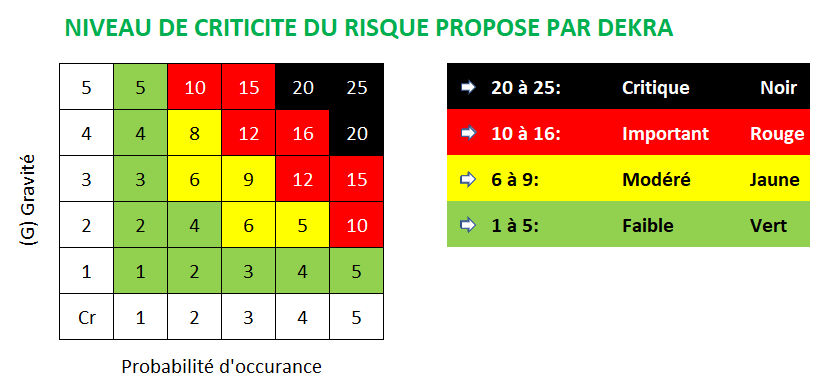 NIVEAU DE CRITICITE DU RISQUE PROPOSE PAR DEKRA
5 5 10 15 20 25
4 4 8 12 16 20
3 3 6 9 12 15
2 2 4 6 5 10
1 1 2 3 4 5
Cr 1 2 3 4 5
(G) Gravité
Probabilité d'occurance
20 à 25: Critique Noir
10 à 16: Important Rouge
6 à 9: Modéré Jaune
1 à 5: Faible Vert